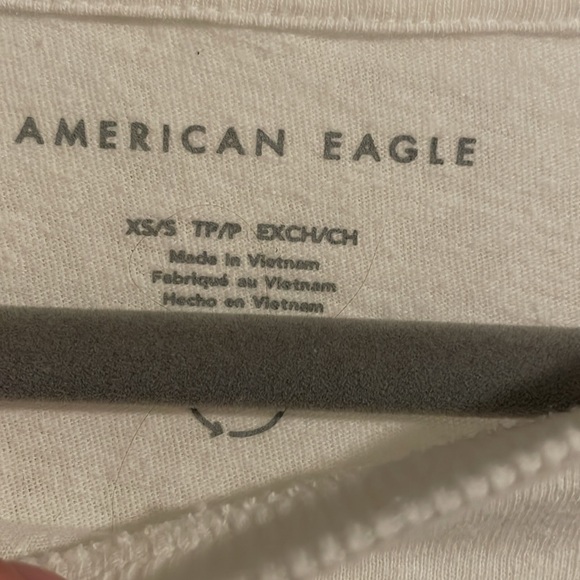 AMERICAN EAGLE
XS/S TP/P EXCH/CH
Made in Vietnam
Fabriqué au Vietnam
Hecho en Vietnam